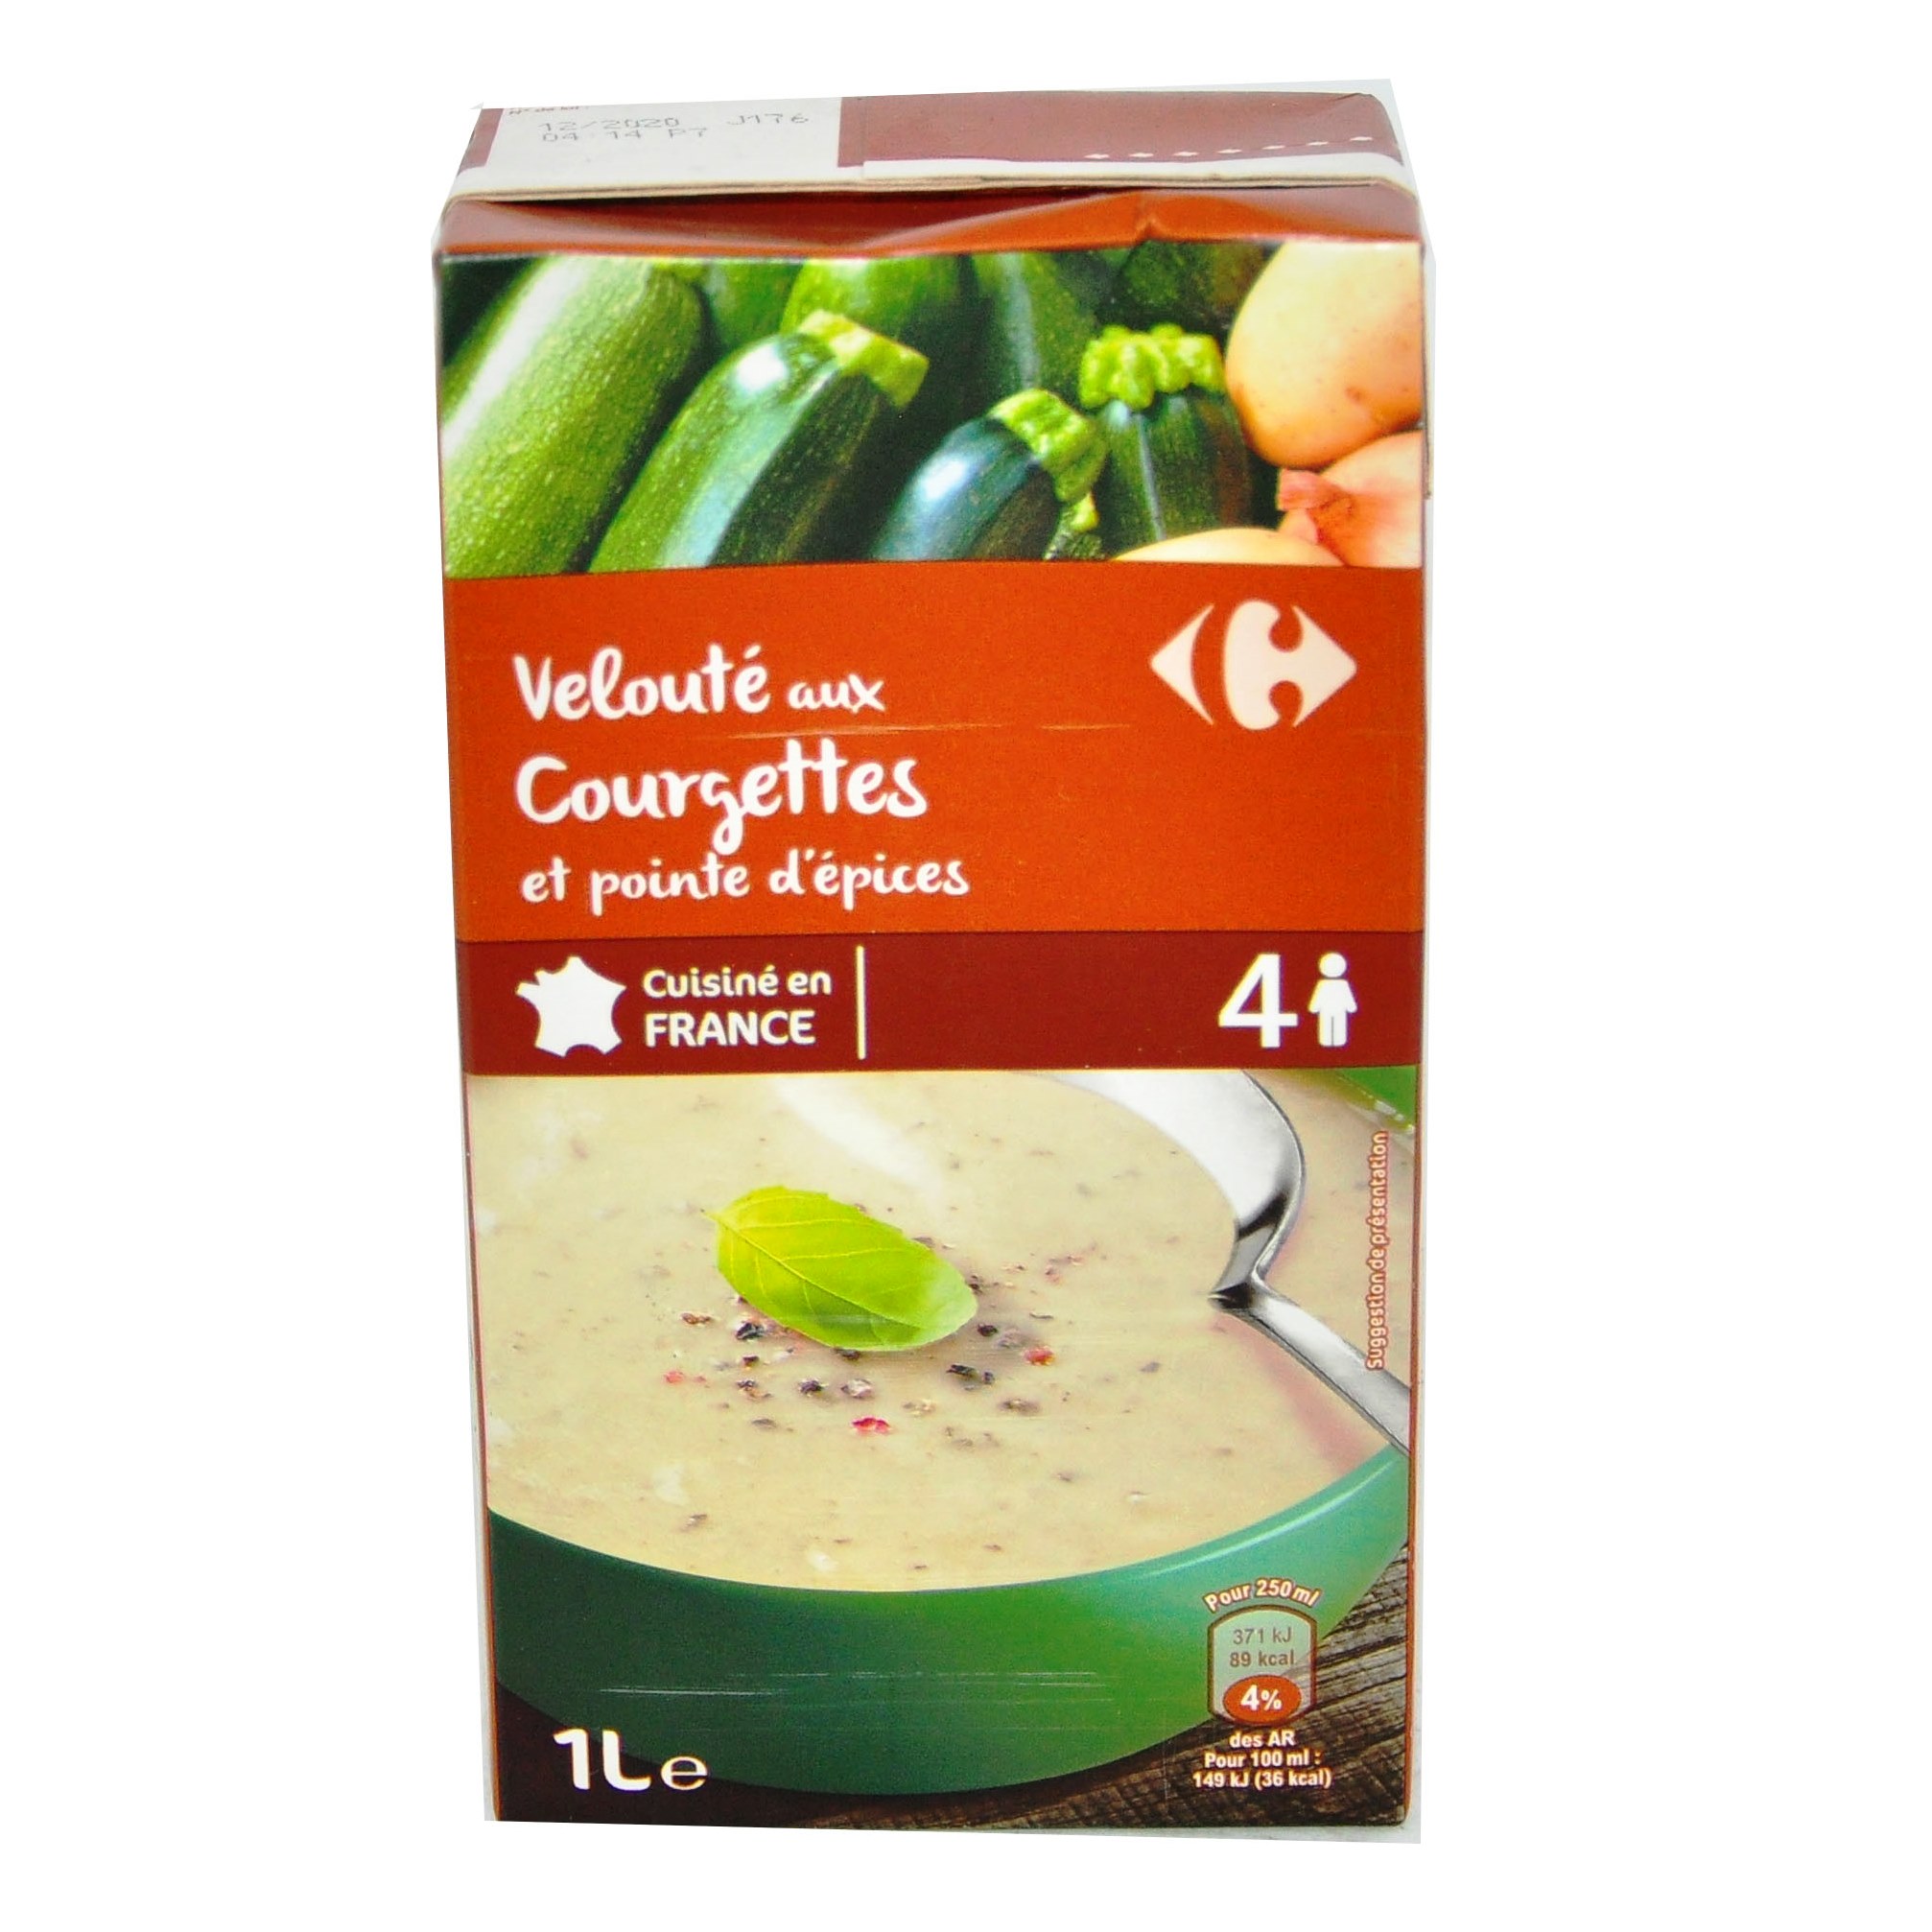 12/2020 J176
04:14 P7
Velouté aux
Courgettes
et pointe d'épices
Cuisiné en
FRANCE
4
Suggestion de présentation
Pour 250 ml
371 kJ
89 kcal
4%
des AR
Pour 100 ml :
149 kJ (36 kcal)
1L e